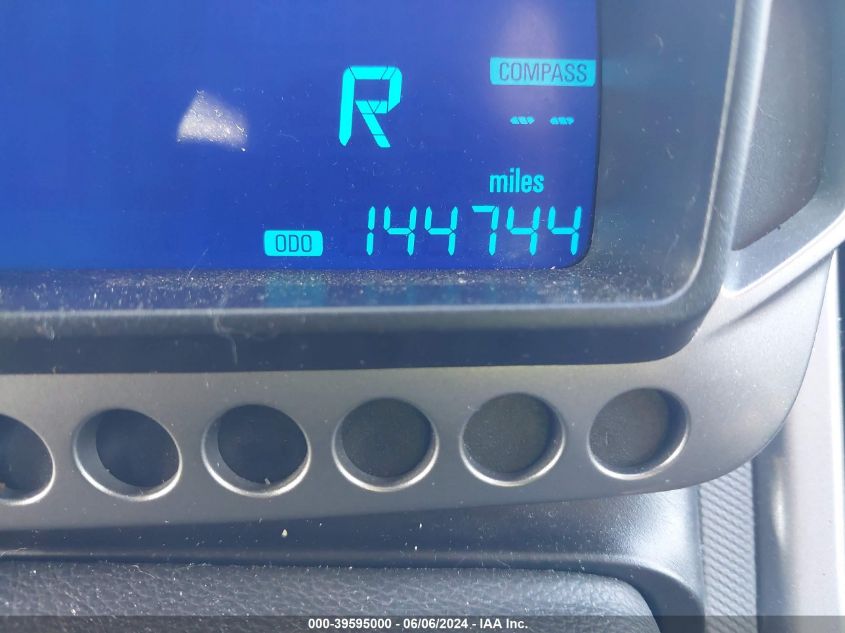 R
COMPASS
-- --
miles
ODO 144744
000-39595000 - 06/06/2024 - IAA Inc.